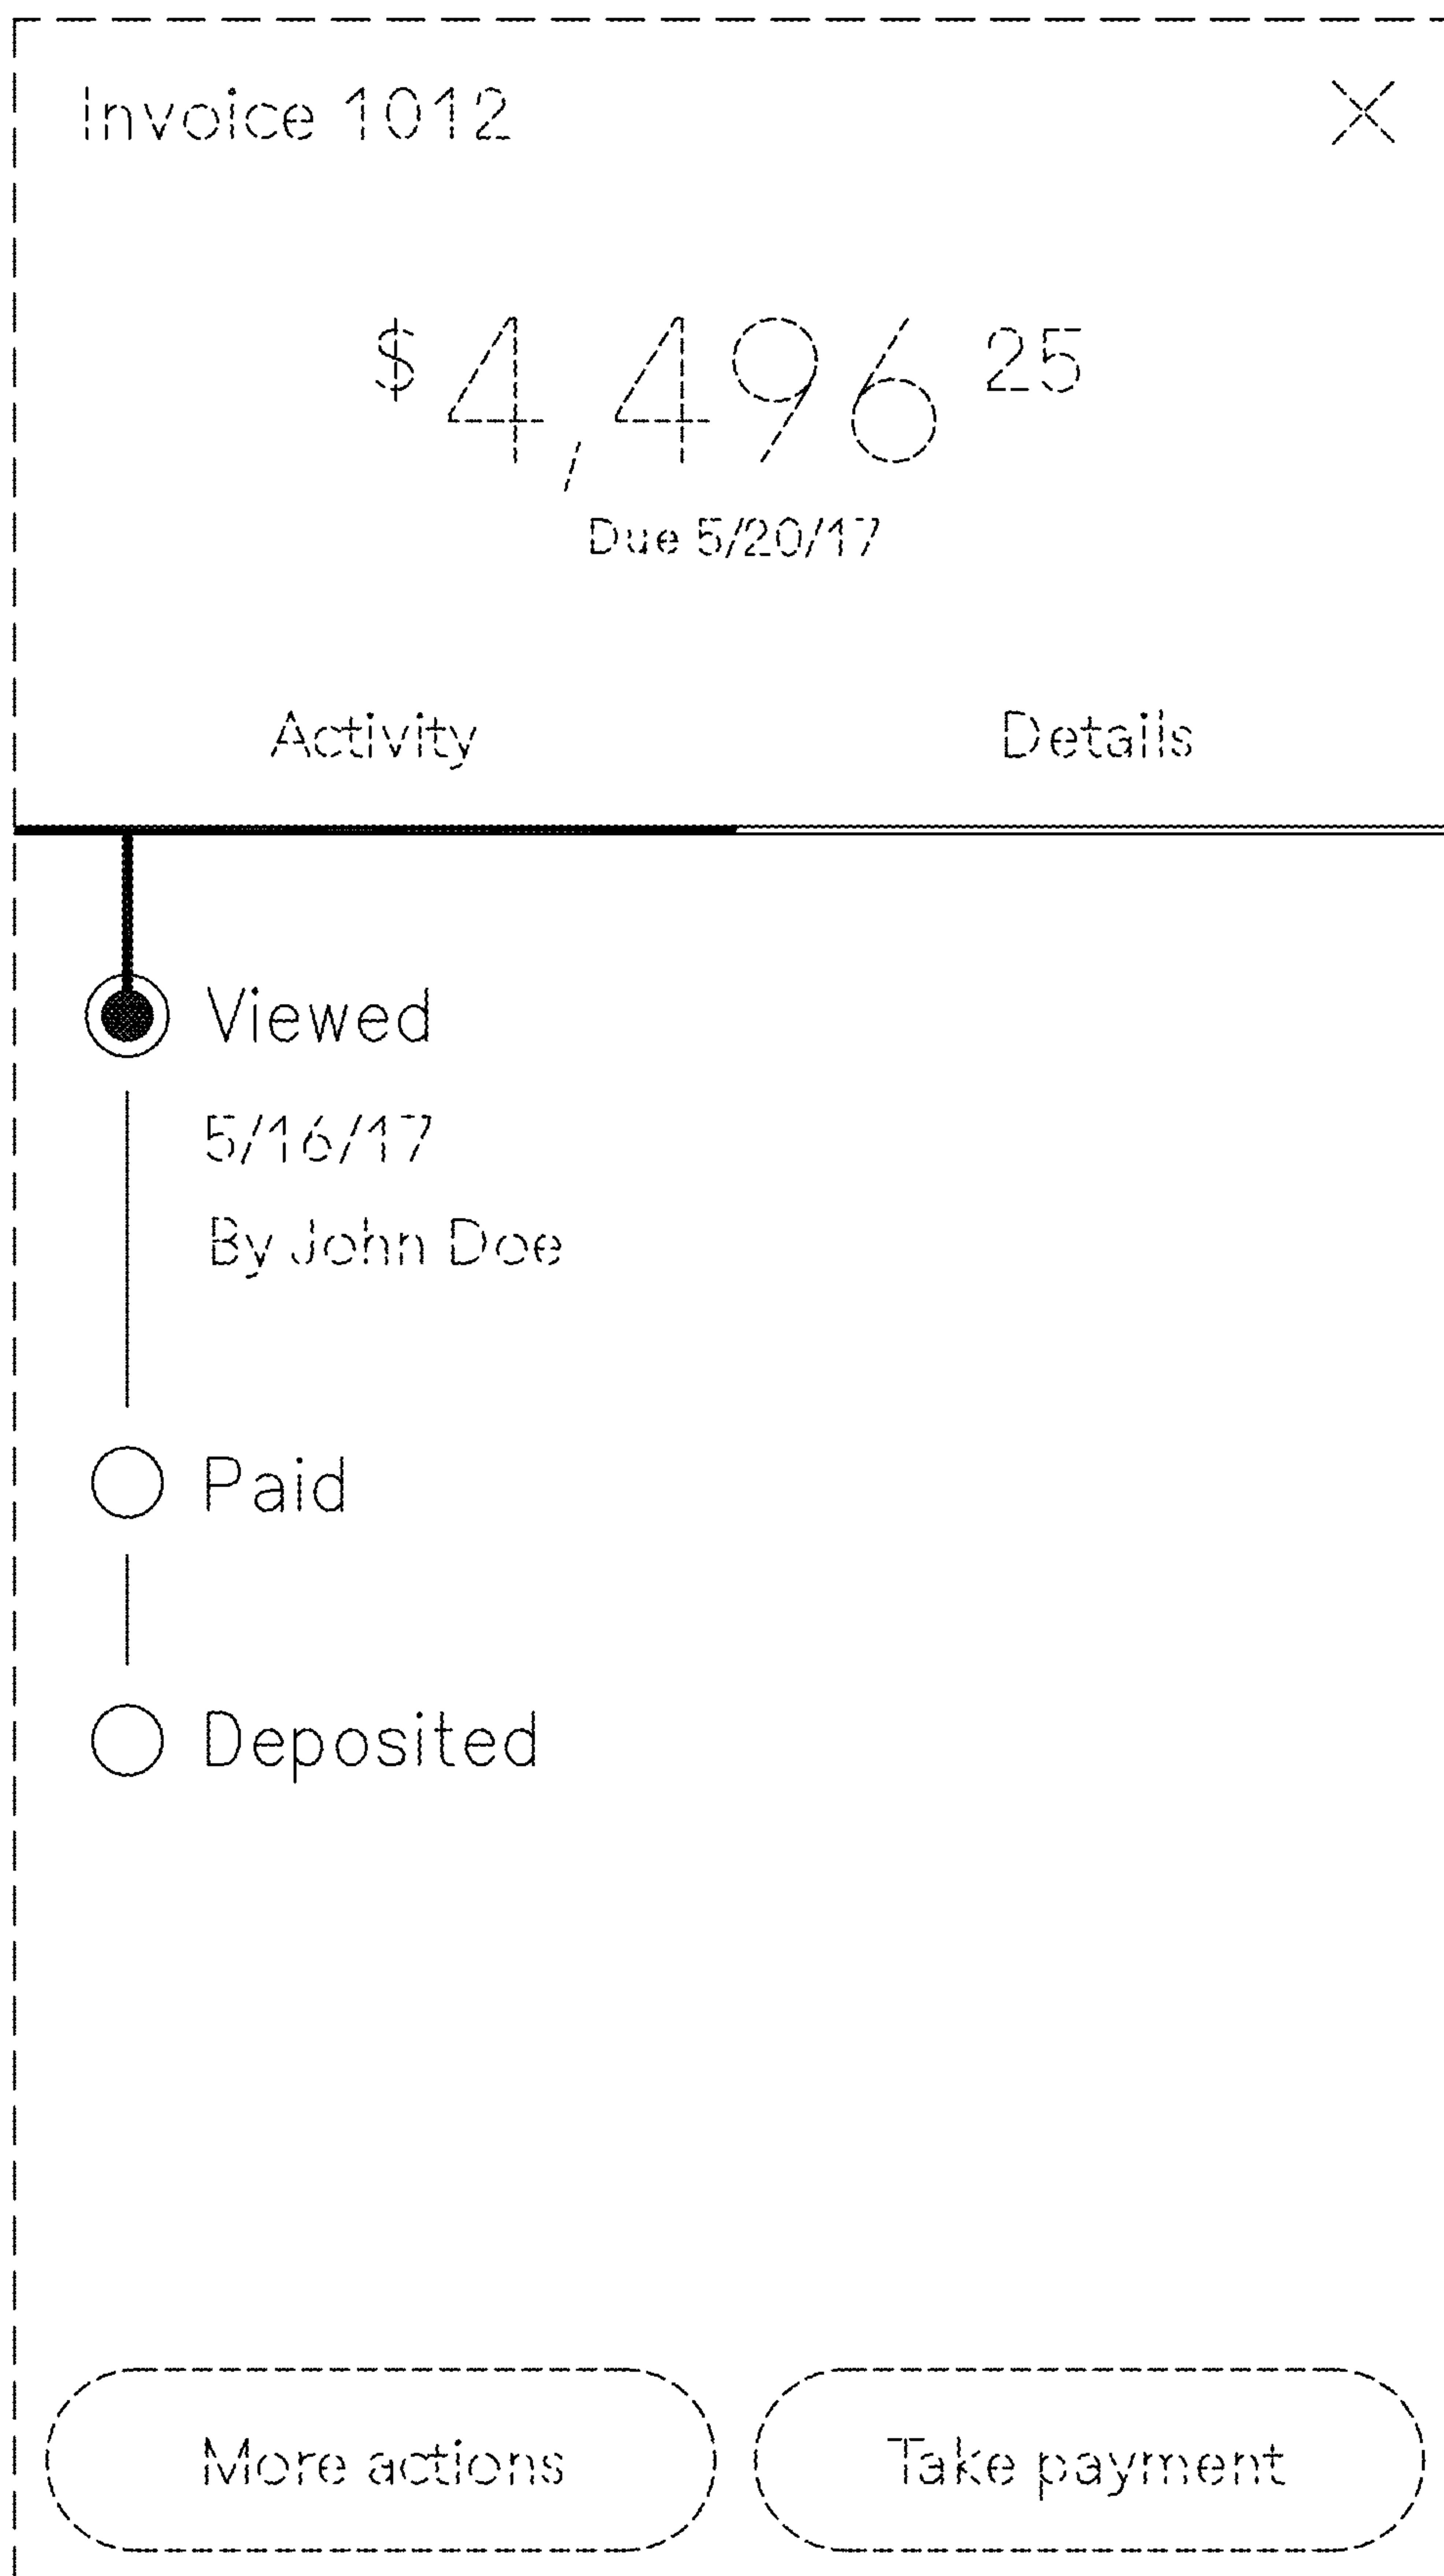 Invoice 1012
$4,496 25
Due 5/20/17
Activity Details
Viewed
5/16/17
By John Doe
Paid
Deposited
More actions Take payment